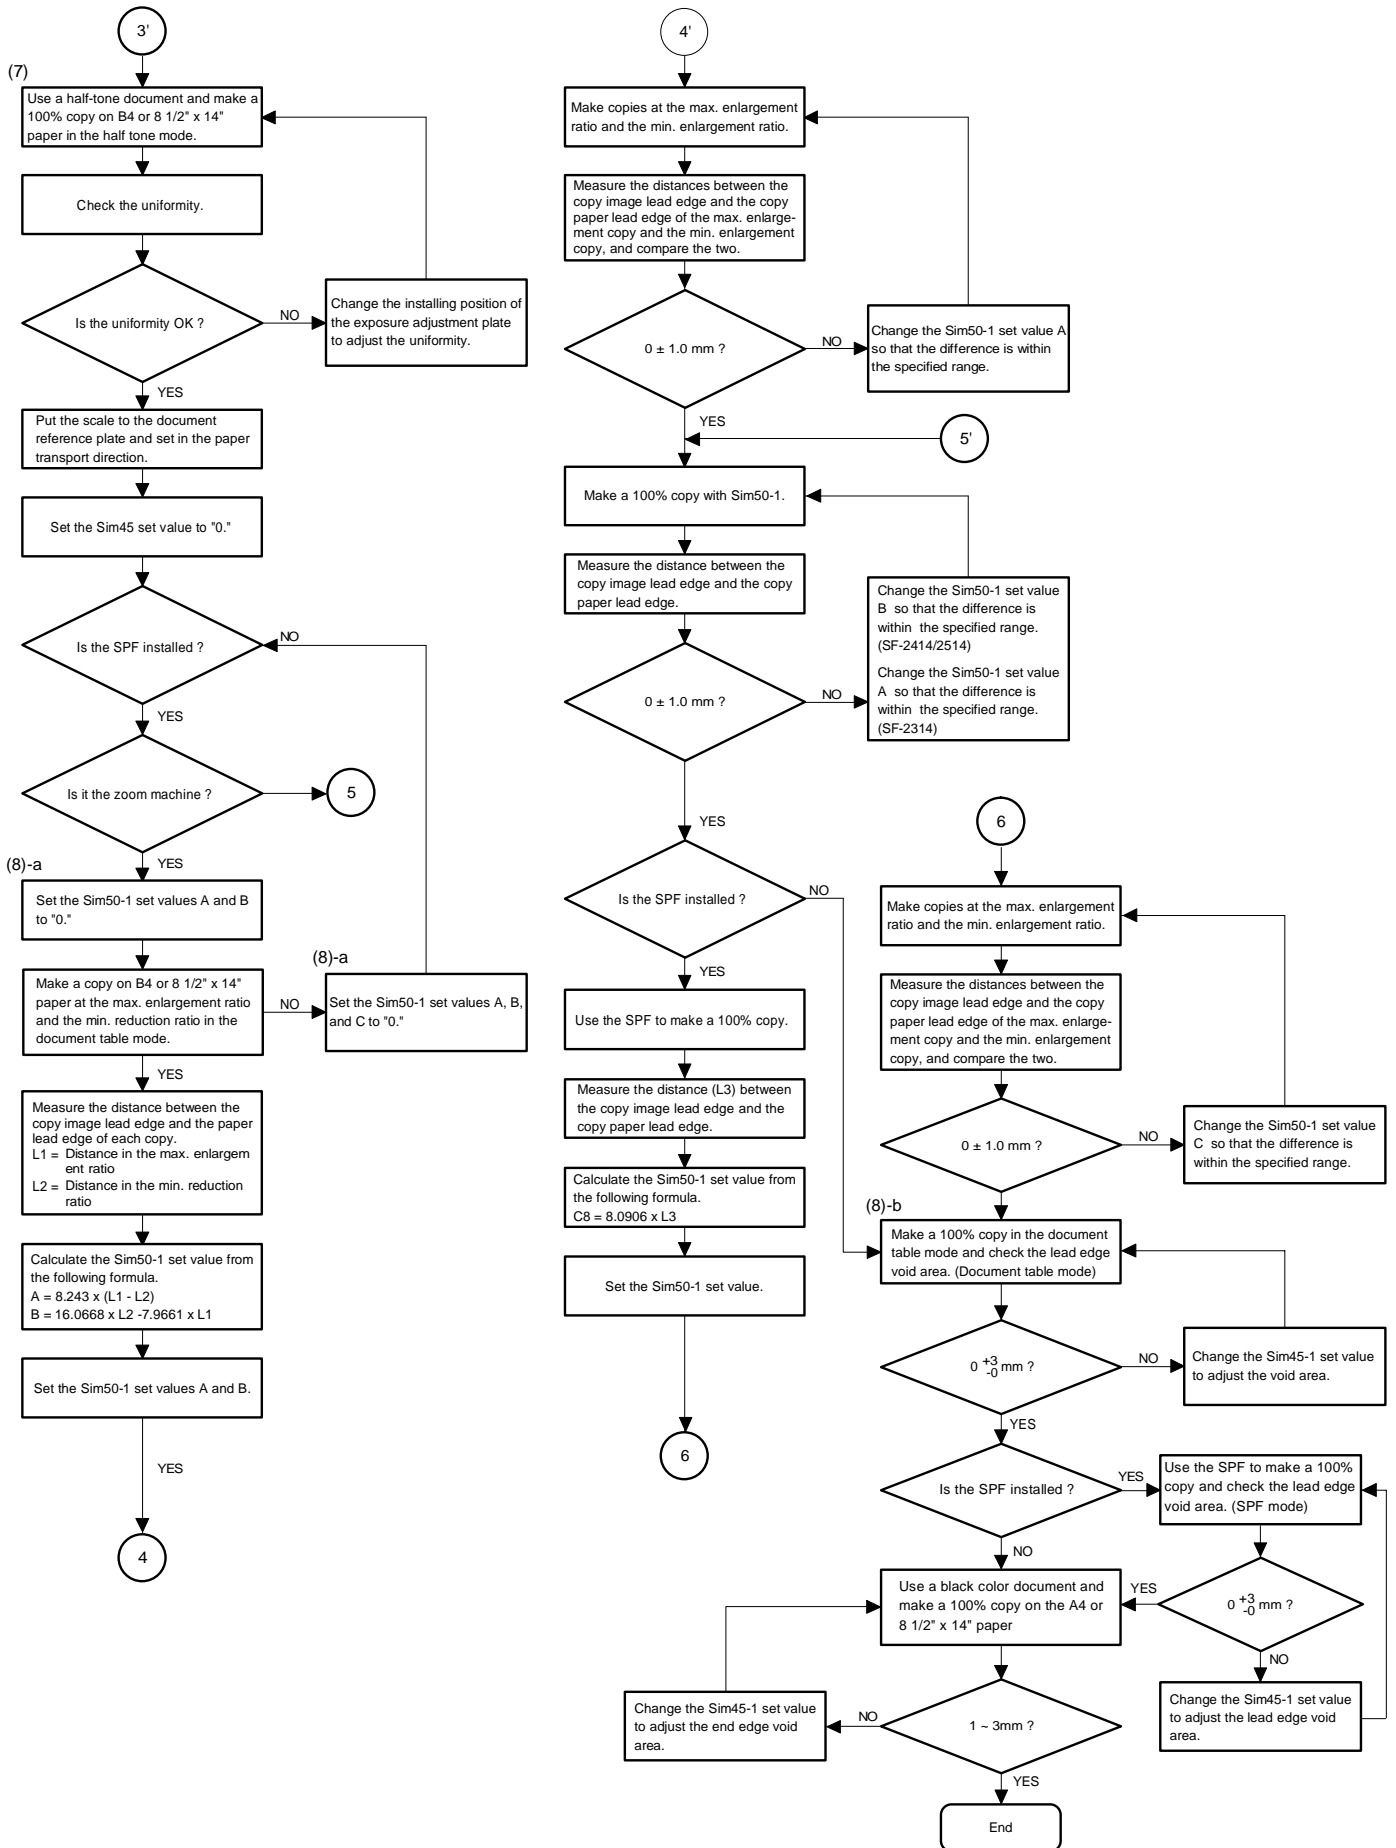 3'
(7)
Use a half-tone document and make a
100% copy on B4 or 8 1/2" x 14"
paper in the half tone mode.
Check the uniformity.
Is the uniformity OK ?
NO
Change the installing position of
the exposure adjustment plate
to adjust the uniformity.
YES
Put the scale to the document
reference plate and set in the paper
transport direction.
Set the Sim45 set value to "0."
Is the SPF installed ?
NO
YES
Is it the zoom machine ?
5
YES
(8)-a
Set the Sim50-1 set values A and B
to "0."
Make a copy on B4 or 8 1/2" x 14"
paper at the max. enlargement ratio
and the min. reduction ratio in the
document table mode.
NO
(8)-a
Set the Sim50-1 set values A, B,
and C to "0."
YES
Measure the distance between the
copy image lead edge and the paper
lead edge of each copy.
L1 = Distance in the max. enlargem
ent ratio
L2 = Distance in the min. reduction
ratio
Calculate the Sim50-1 set value from
the following formula.
A = 8.243 x (L1 - L2)
B = 16.0668 x L2 -7.9661 x L1
Set the Sim50-1 set values A and B.
YES
4
4'
Make copies at the max. enlargement
ratio and the min. enlargement ratio.
Measure the distances between the
copy image lead edge and the copy
paper lead edge of the max. enlarge-
ment copy and the min. enlargement
copy, and compare the two.
0 ± 1.0 mm ?
NO
Change the Sim50-1 set value A
so that the difference is within
the specified range.
YES
5'
Make a 100% copy with Sim50-1.
Measure the distance between the
copy image lead edge and the copy
paper lead edge.
0 ± 1.0 mm ?
NO
Change the Sim50-1 set value
B so that the difference is
within the specified range.
(SF-2414/2514)
Change the Sim50-1 set value
A so that the difference is
within the specified range.
(SF-2314)
YES
Is the SPF installed ?
NO
YES
Use the SPF to make a 100% copy.
Measure the distance (L3) between
the copy image lead edge and the
copy paper lead edge.
Calculate the Sim50-1 set value from
the following formula.
C8 = 8.0906 x L3
Set the Sim50-1 set value.
6
6
Make copies at the max. enlargement
ratio and the min. enlargement ratio.
Measure the distances between the
copy image lead edge and the copy
paper lead edge of the max. enlarge-
ment copy and the min. enlargement
copy, and compare the two.
0 ± 1.0 mm ?
NO
Change the Sim50-1 set value
C so that the difference is
within the specified range.
(8)-b
Make a 100% copy in the document
table mode and check the lead edge
void area. (Document table mode)
0 +3 -0 mm ?
NO
Change the Sim45-1 set value
to adjust the void area.
YES
Is the SPF installed ?
YES
Use the SPF to make a 100%
copy and check the lead edge
void area. (SPF mode)
NO
0 +3 -0 mm ?
YES
NO
Change the Sim45-1 set value
to adjust the lead edge void
area.
Use a black color document and
make a 100% copy on the A4 or
8 1/2" x 14" paper
1 ~ 3mm ?
NO
Change the Sim45-1 set value
to adjust the end edge void
area.
YES
End